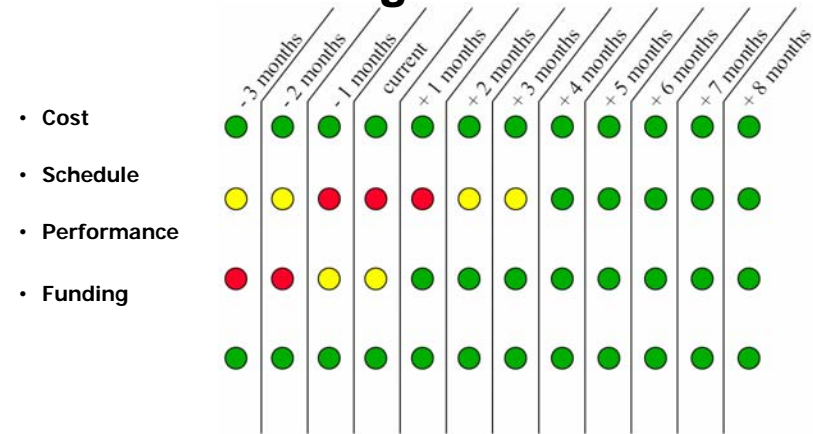 - 3 months
- 2 months
- 1 months
current
+ 1 months
+ 2 months
+ 3 months
+ 4 months
+ 5 months
+ 6 months
+ 7 months
+ 8 months
• Cost
• Schedule
• Performance
• Funding